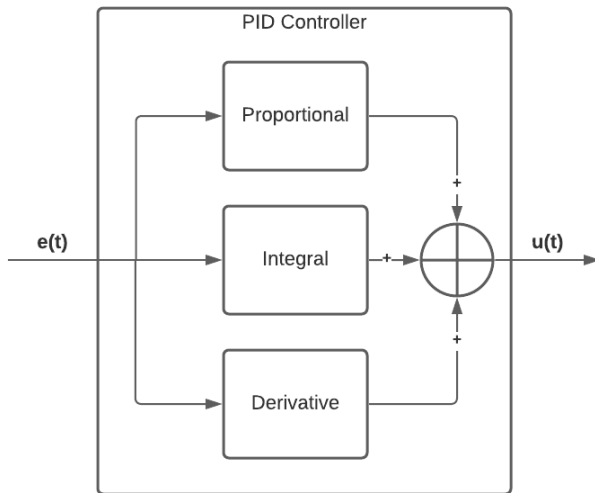 PID Controller
Proportional
+
e(t)
Integral
+
u(t)
+
Derivative